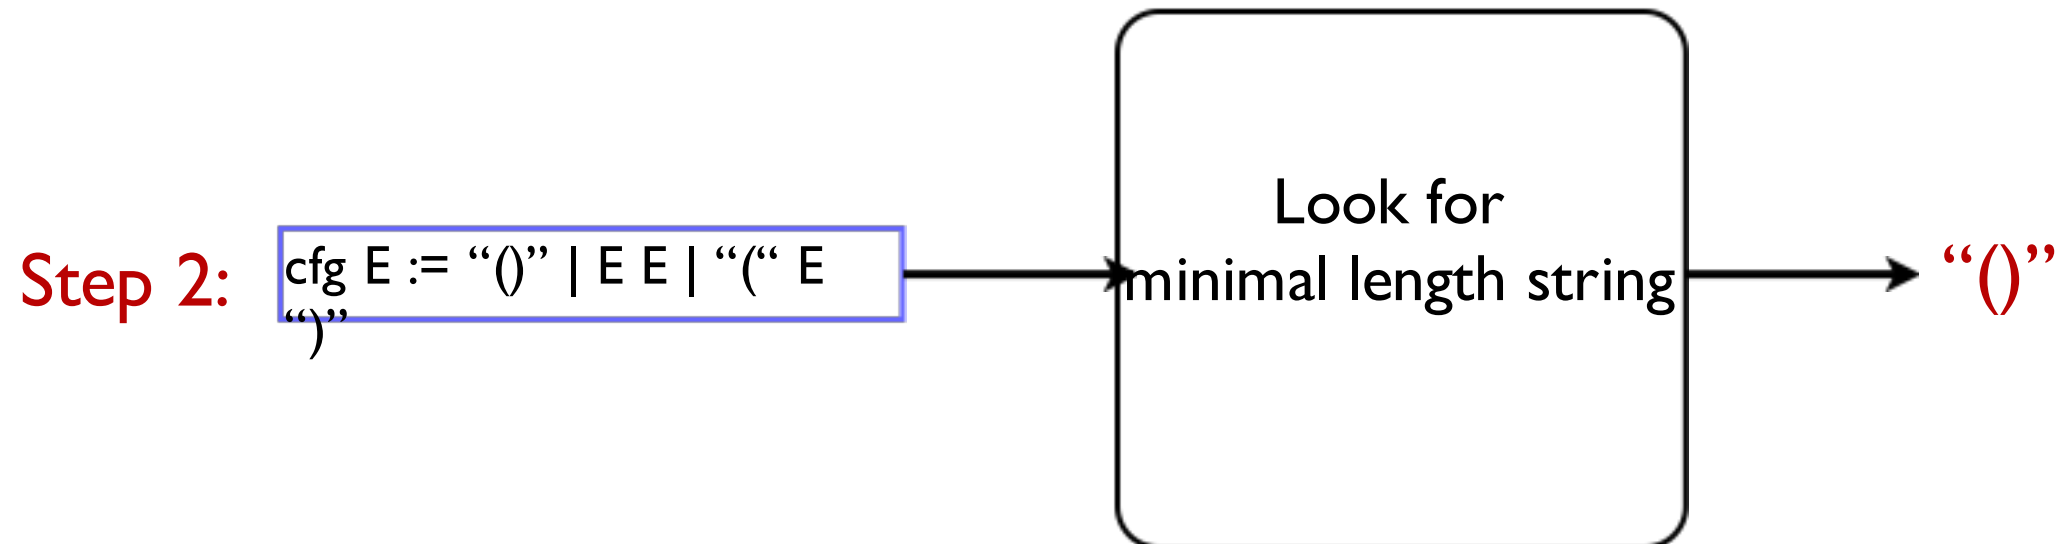 Step 2:
cfg E := “()” | E E | “(“ E
“)”
Look for
minimal length string
“()”